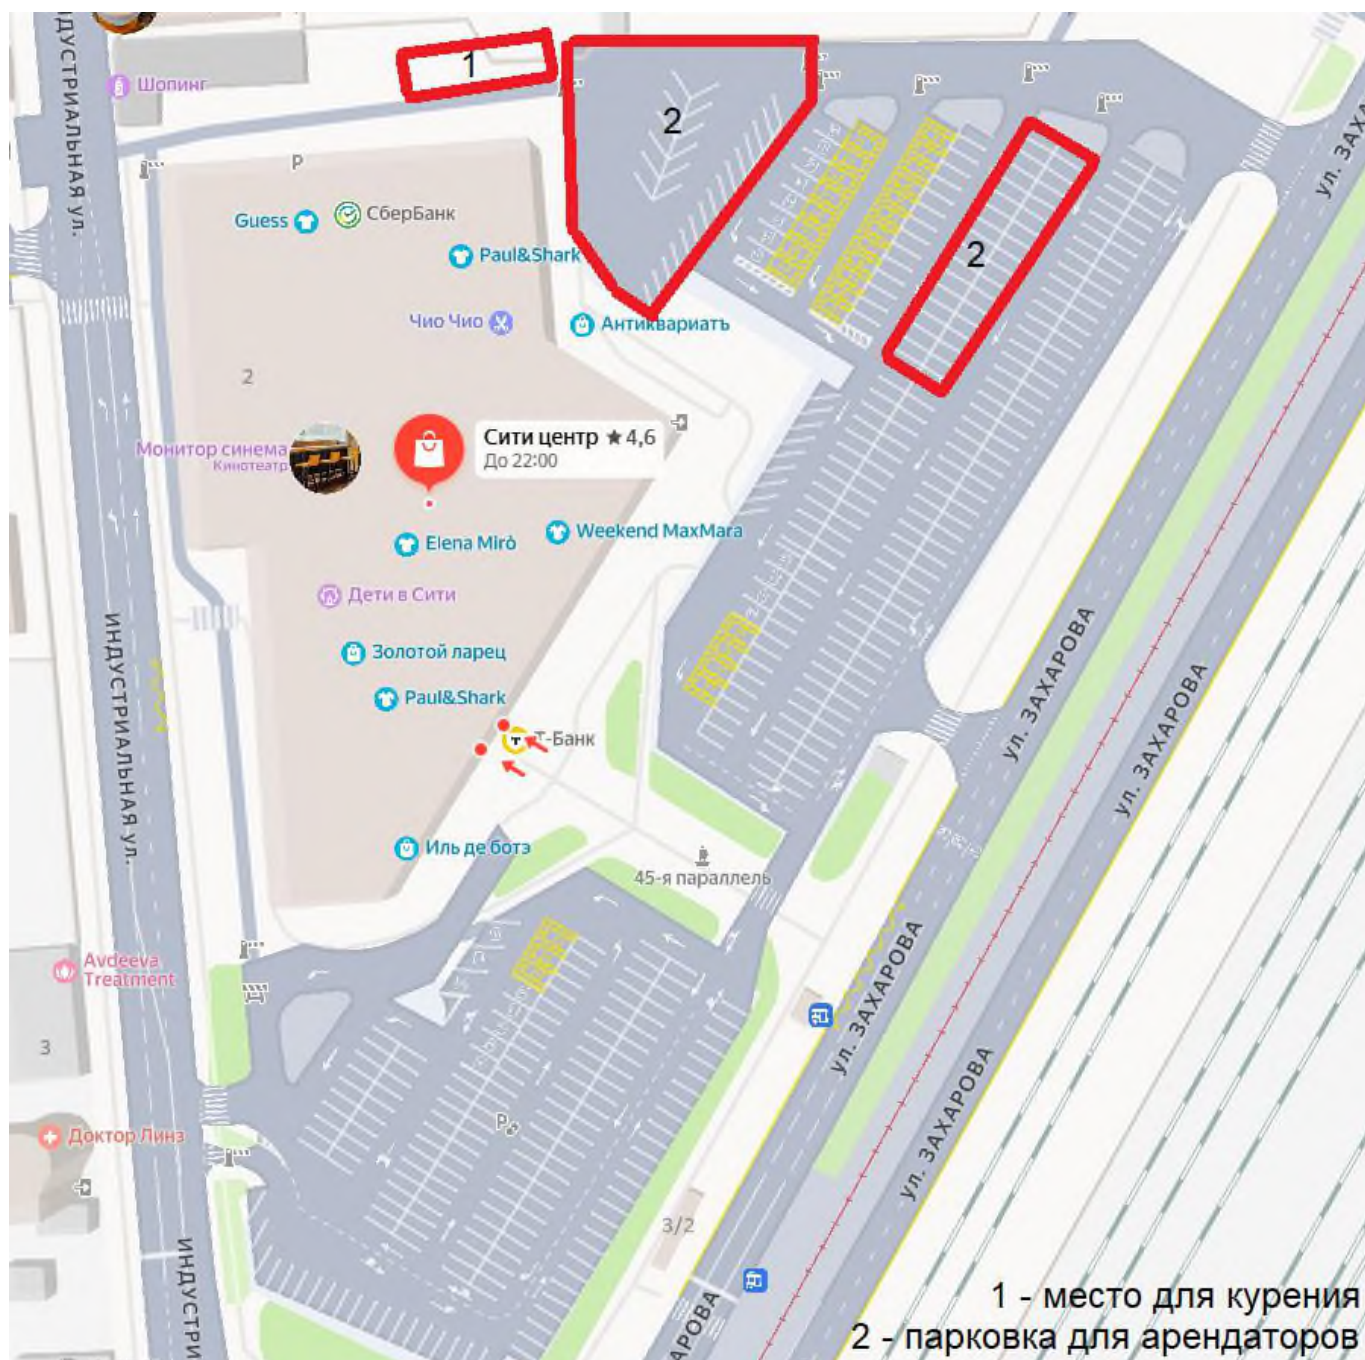 ИНДУСТРИАЛЬНАЯ ул.
Шопинг
1
2
ул. ЗАХАРОВА
P
Guess
СберБанк
Paul&Shark
2
Чио Чио
Антиквариатъ
2
Монитор синема
Кинотеатр
Сити центр ★ 4,6
До 22:00
Elena Mirò
Weekend MaxMara
Дети в Сити
ИНДУСТРИАЛЬНАЯ ул.
Золотой ларец
Paul&Shark
Т-Банк
ул. ЗАХАРОВА
ул. ЗАХАРОВА
Иль де ботэ
45-я параллель
Avdeeva
Treatment
ул. ЗАХАРОВА
3
P
Доктор Линз
ул. ЗАХАРОВА
3/2
ИНДУСТРИ
АРОВА
1 - место для курения
2 - парковка для арендаторов